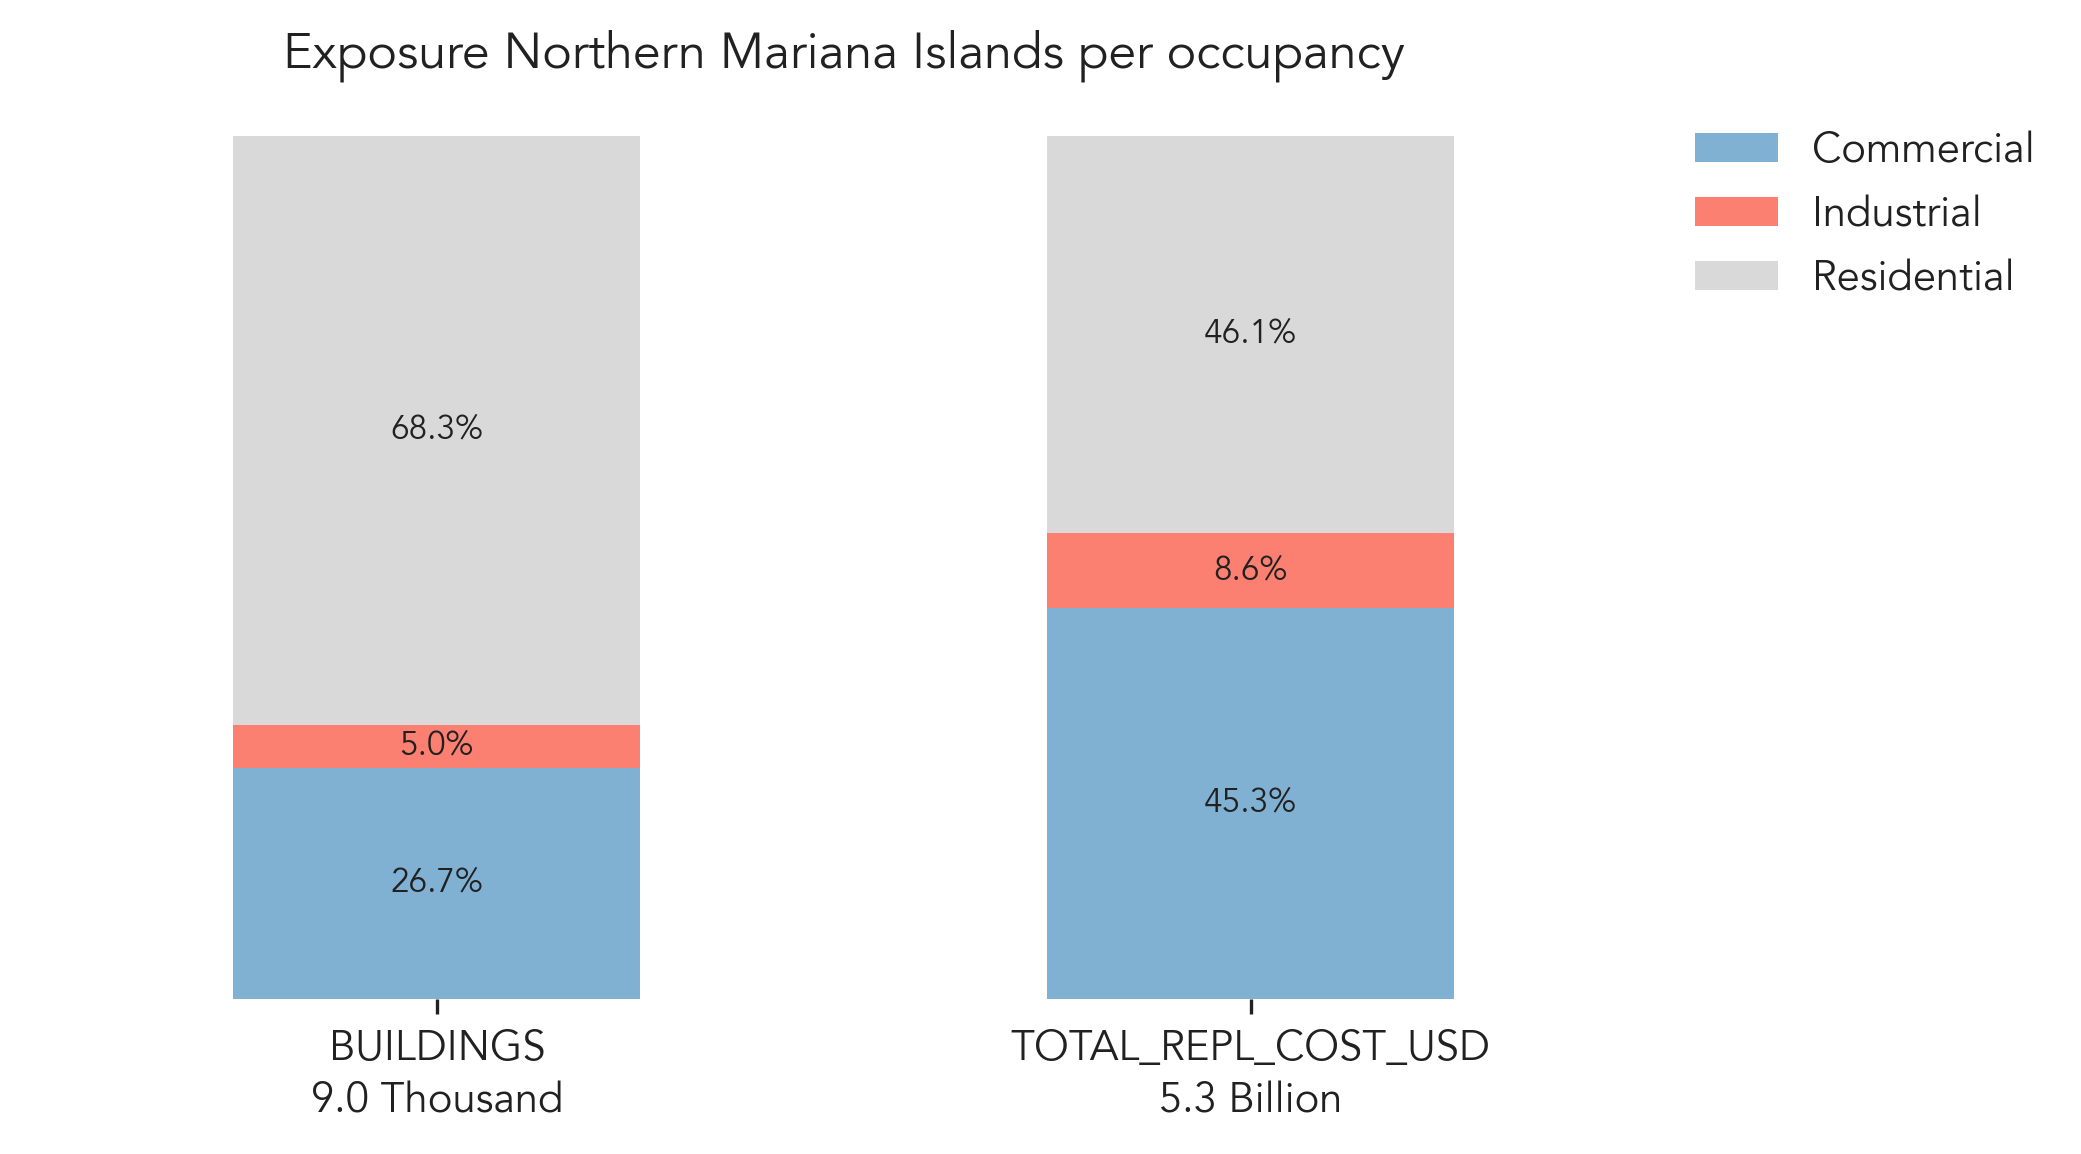 Exposure Northern Mariana Islands per occupancy
Commercial
Industrial
Residential
68.3%
5.0%
26.7%
46.1%
8.6%
45.3%
BUILDINGS
9.0 Thousand
TOTAL_REPL_COST_USD
5.3 Billion